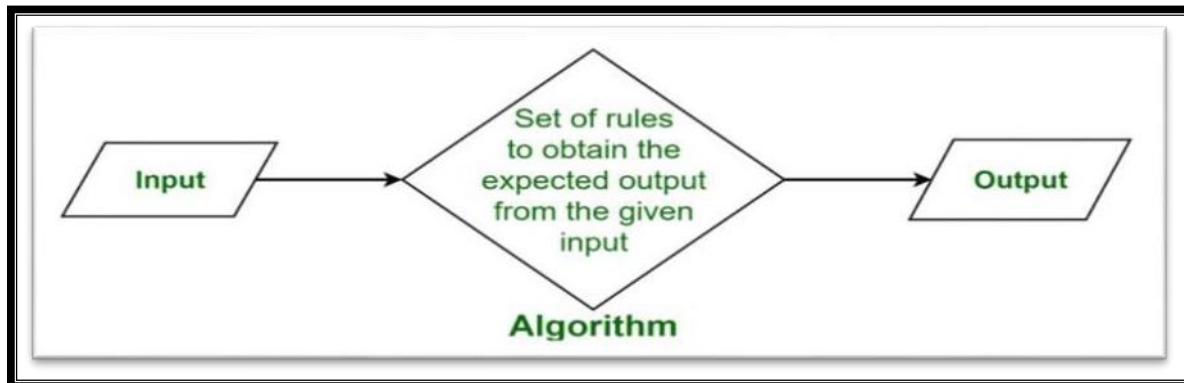 Input
Set of rules
to obtain the
expected output
from the given
input
Output
Algorithm